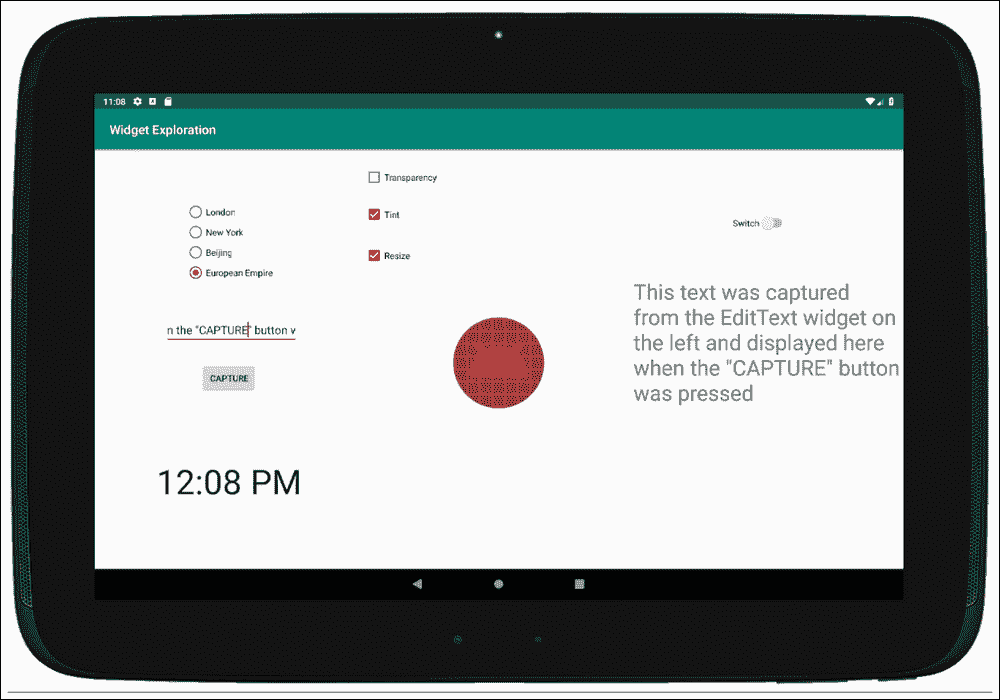 11:08
Widget Exploration
Transparency
London
Tint
New York
Switch
Beijing
Resize
European Empire
This text was captured
from the EditText widget on
the left and displayed here
when the "CAPTURE" button
was pressed
n the "CAPTURE" button v
CAPTURE
12:08 PM